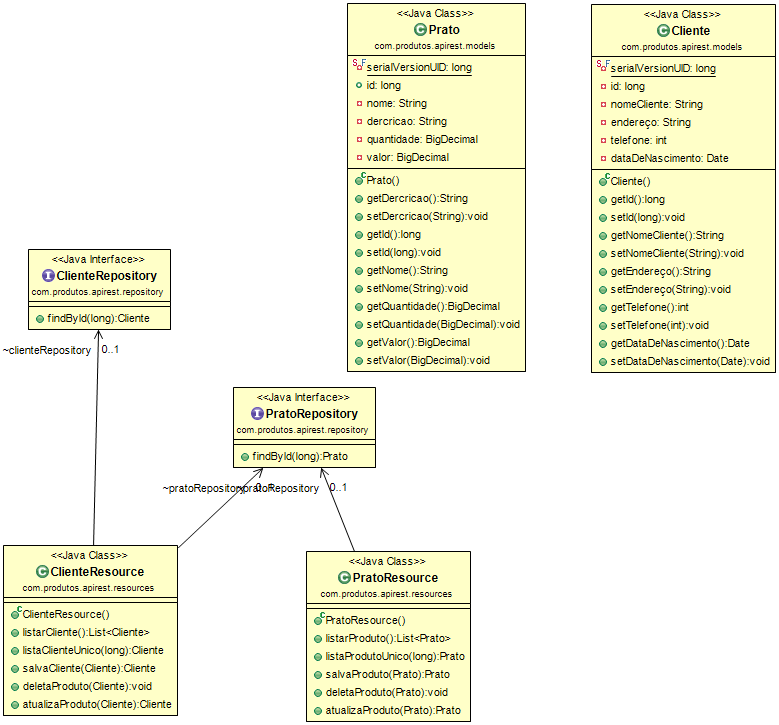 <<Java Class>>
Prato
com.produtos.apirest.models
serialVersionUID: long
id: long
nome: String
dercricao: String
quantidade: BigDecimal
valor: BigDecimal
Prato()
getDercricao():String
setDercricao(String):void
getId():long
setId(long):void
getNome():String
setNome(String):void
getQuantidade():BigDecimal
setQuantidade(BigDecimal):void
getValor():BigDecimal
setValor(BigDecimal):void
<<Java Class>>
Cliente
com.produtos.apirest.models
serialVersionUID: long
id: long
nomeCliente: String
endereço: String
telefone: int
dataDeNascimento: Date
Cliente()
getId():long
setId(long):void
getNomeCliente():String
setNomeCliente(String):void
getEndereço():String
setEndereço(String):void
getTelefone():int
setTelefone(int):void
getDataDeNascimento():Date
setDataDeNascimento(Date):void
<<Java Interface>>
ClienteRepository
com.produtos.apirest.repository
findById(long):Cliente
~clienteRepository 0..1
<<Java Interface>>
PratoRepository
com.produtos.apirest.repository
findById(long):Prato
~pratoRepository 0..1
~pratoRepository 0..1
<<Java Class>>
ClienteResource
com.produtos.apirest.resources
ClienteResource()
listarCliente():List<Cliente>
listaClienteUnico(long):Cliente
salvaCliente(Cliente):Cliente
deletaProduto(Cliente):void
atualizaProduto(Cliente):Cliente
<<Java Class>>
PratoResource
com.produtos.apirest.resources
PratoResource()
listarProduto():List<Prato>
listaProdutoUnico(long):Prato
salvaProduto(Prato):Prato
deletaProduto(Prato):void
atualizaProduto(Prato):Prato